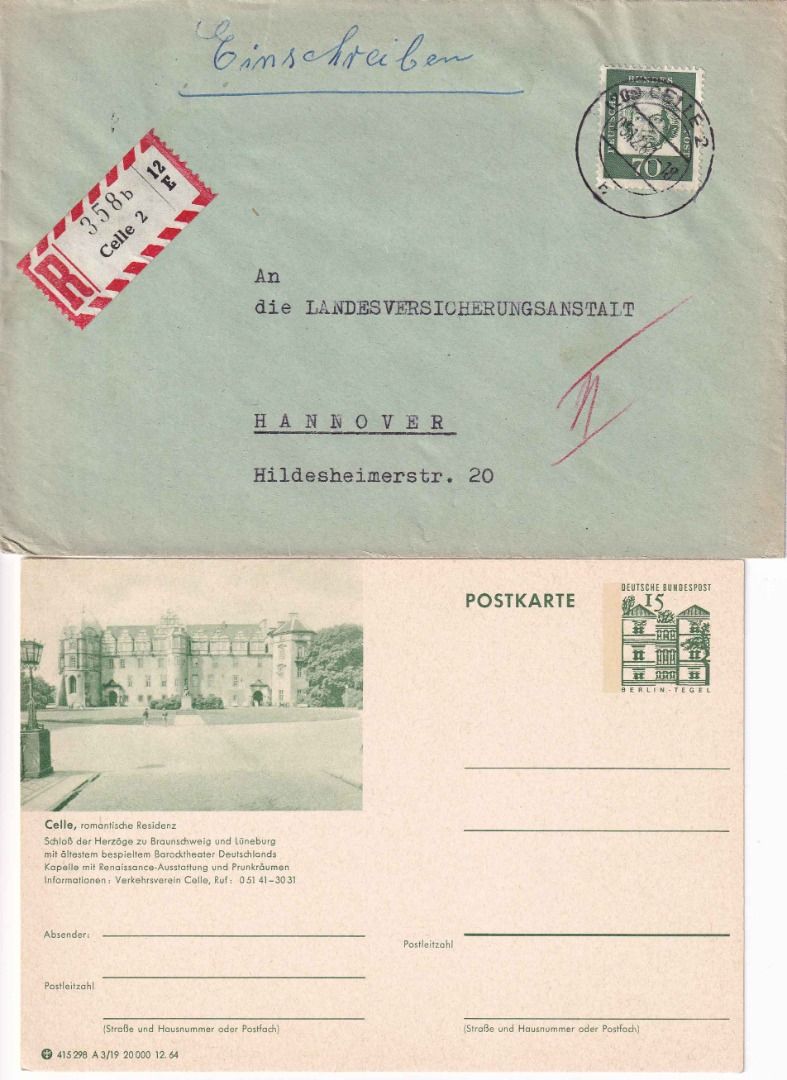 Einschreiben
DEUTSCHE
BUNDES
POST
70
CELLE 2
R
358b
Celle 2
12
E
An
die LANDESVERSICHERUNGSANSTALT
HANNOVER
Hildesheimerstr. 20
POSTKARTE
DEUTSCHE BUNDESPOST
15
BERLIN-TEGEL
Celle, romantische Residenz
Schloß der Herzöge zu Braunschweig und Lüneburg
mit ältestem bespieltem Barocktheater Deutschlands
Kapelle mit Renaissance-Ausstattung und Prunkräumen
Informationen: Verkehrsverein Celle, Ruf: 0 51 41-30 31
Absender:
Postleitzahl
(Straße und Hausnummer oder Postfach)
Postleitzahl
(Straße und Hausnummer oder Postfach)
415 298 A 3/19 20 000 12. 64